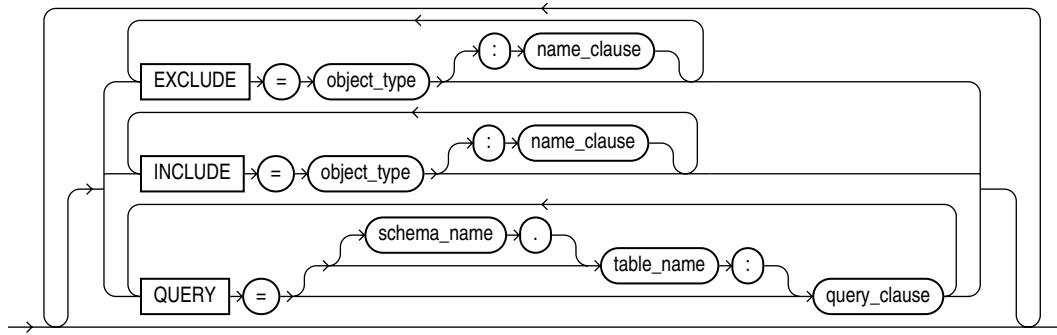 : name_clause
EXCLUDE = object_type
: name_clause
INCLUDE = object_type
schema_name .
table_name :
QUERY = query_clause